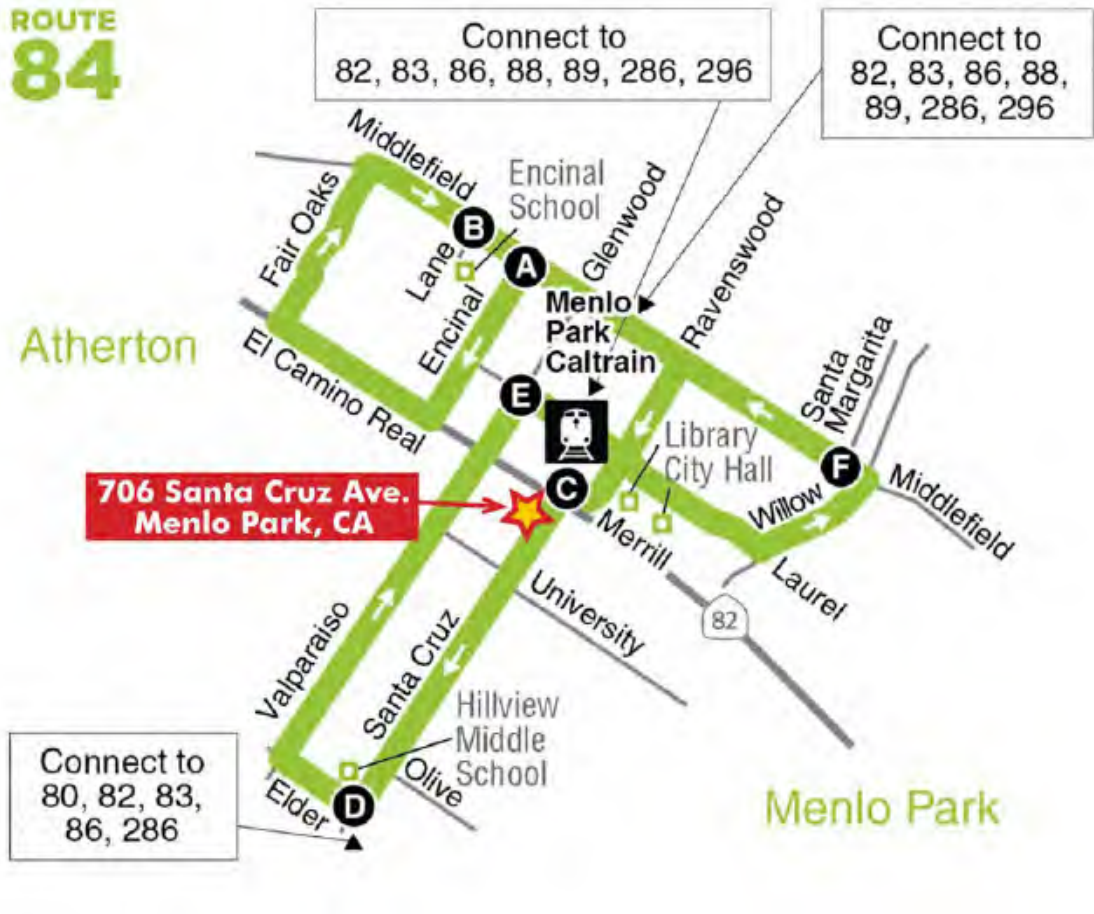 ROUTE
84
Connect to
82, 83, 86, 88, 89, 286, 296
Connect to
82, 83, 86, 88,
89, 286, 296
Middlefield
Encinal
School
Fair Oaks
B
Lane
A
Glenwood
Ravenswood
Encinal
Menlo
Park
Caltrain
Atherton
El Camino Real
Santa
Margarita
E
Library
City Hall
F
706 Santa Cruz Ave.
Menlo Park, CA
C
Willow
Middlefield
Merrill
Laurel
University
82
Valparaiso
Santa Cruz
Hillview
Middle
School
Connect to
80, 82, 83,
86, 286
Elder
D
Olive
Menlo Park